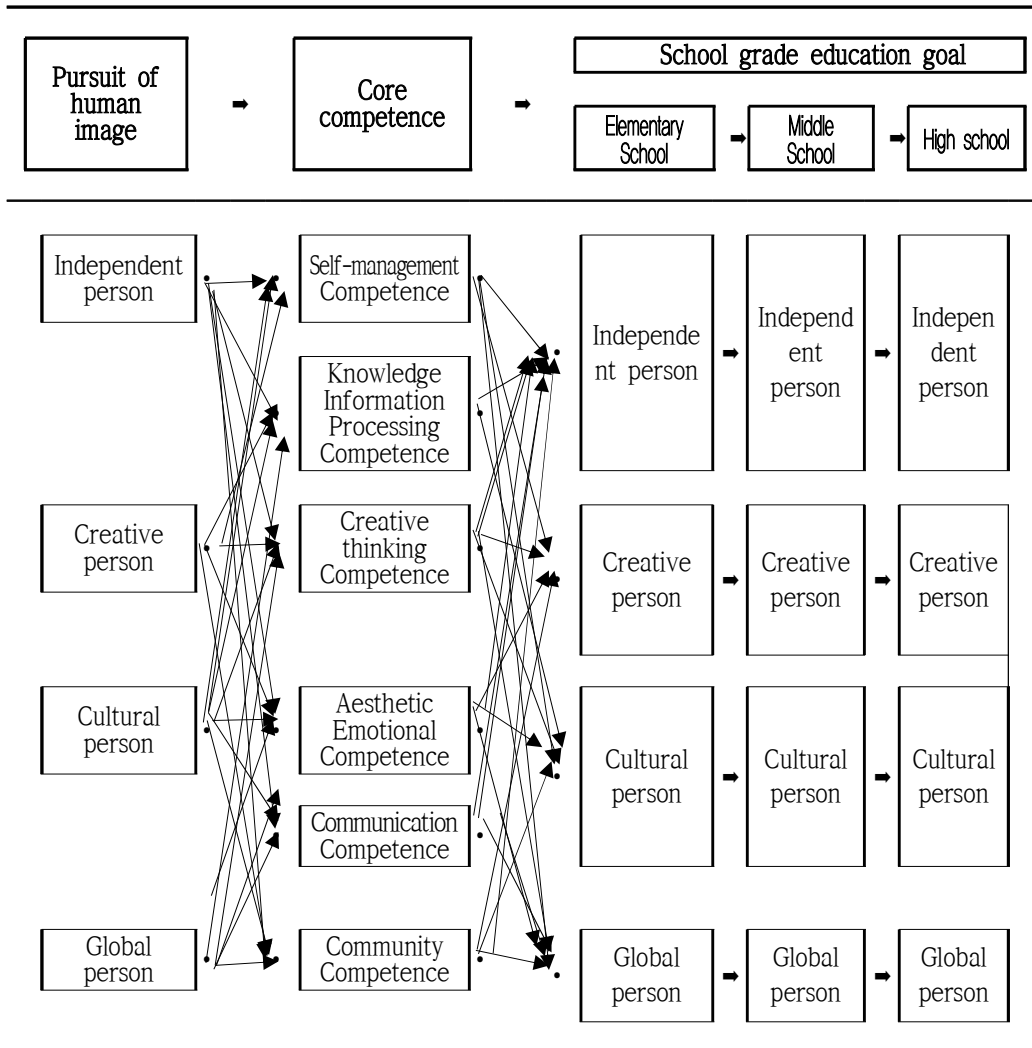 Pursuit of
human
image
➡
Core
competence
➡
School grade education goal
Elementary
School
➡
Middle
School
➡
High school
Independent
person
Self-management
Competence
Knowledge
Information
Processing
Competence
Independe
nt person
➡
Independ
ent
person
➡
Indepen
dent
person
Creative
person
Creative
thinking
Competence
Creative
person
➡
Creative
person
➡
Creative
person
Cultural
person
Aesthetic
Emotional
Competence
Communication
Competence
Cultural
person
➡
Cultural
person
➡
Cultural
person
Global
person
Community
Competence
Global
person
➡
Global
person
➡
Global
person